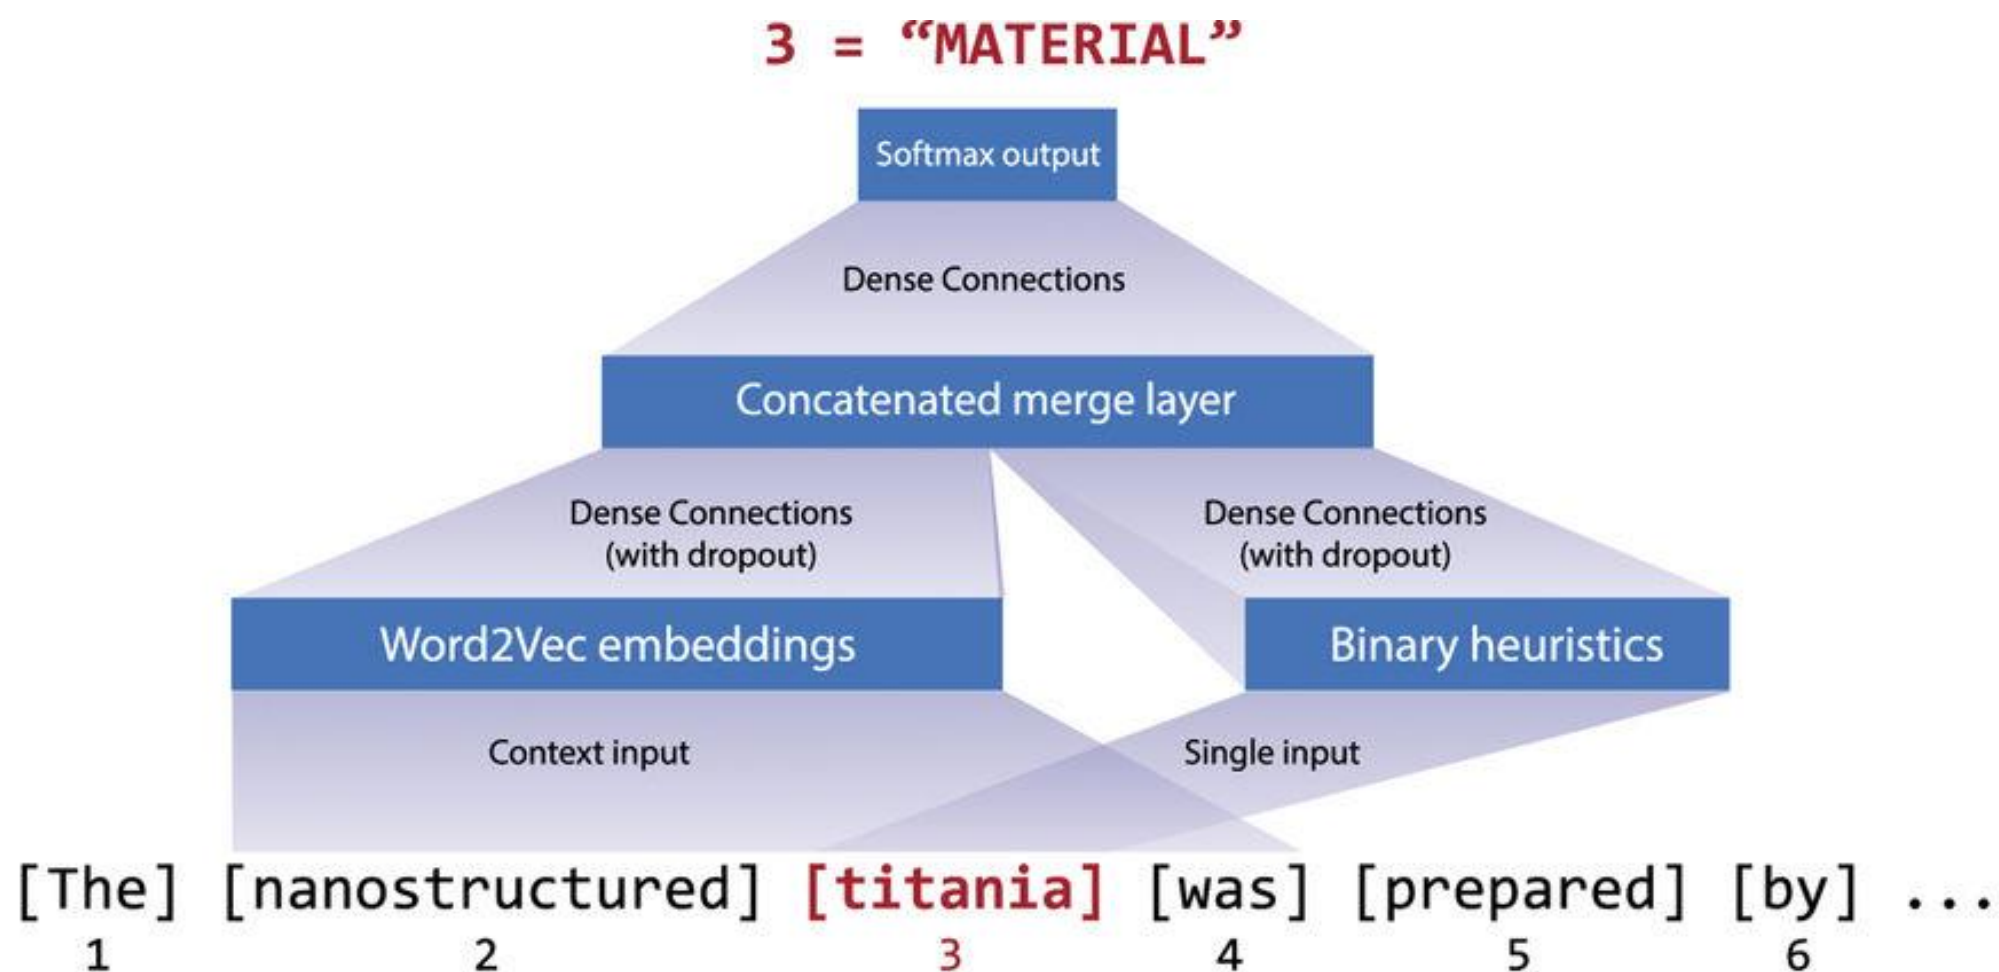 3 = “MATERIAL”
Softmax output
Dense Connections
Concatenated merge layer
Dense Connections
(with dropout)
Dense Connections
(with dropout)
Word2Vec embeddings
Binary heuristics
Context input
Single input
[The] [nanostructured] [titania] [was] [prepared] [by] ...
1 2 3 4 5 6